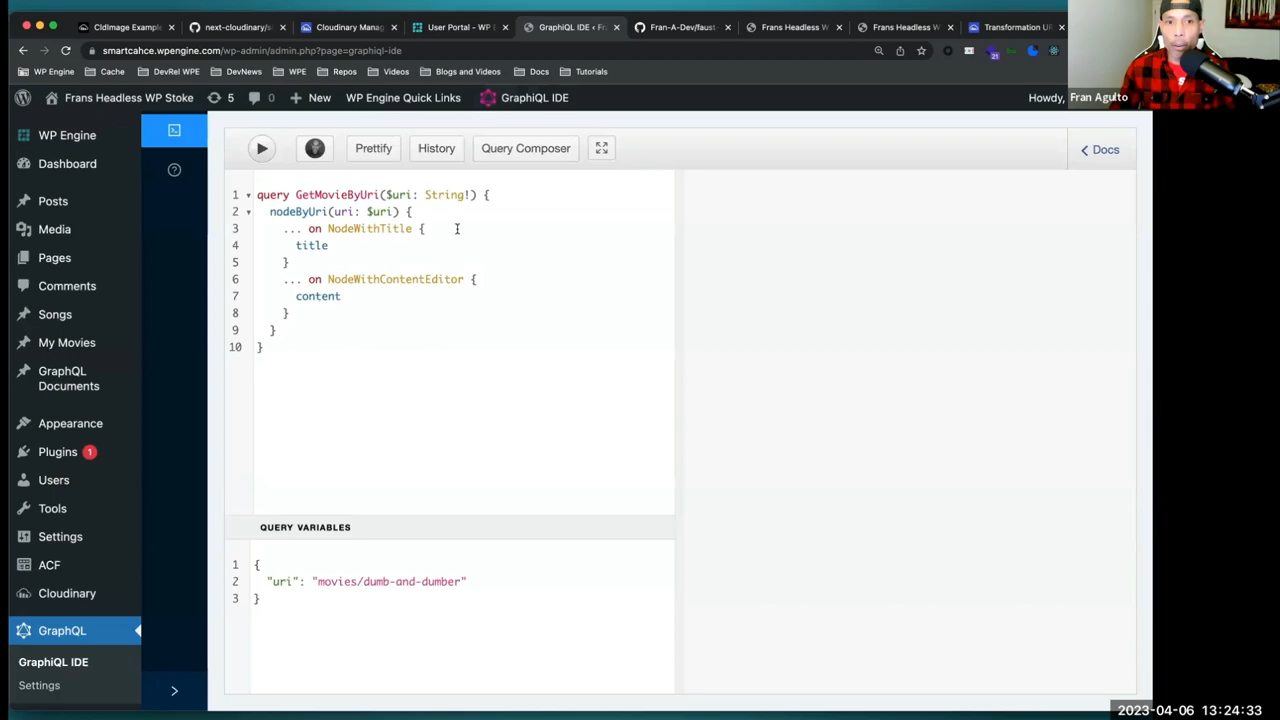 CldImage Example
next-cloudinary/s
Cloudinary Manag
User Portal – WP E
GraphiQL IDE ‹ Fr
Fran-A-Dev/faust
Frans Headless W
Frans Headless W
Transformation UR
smartcahce.wpengine.com/wp-admin/admin.php?page=graphiql-ide
21
WP Engine
Cache
DevRel WPE
DevNews
WPE
Repos
Videos
Blogs and Videos
Docs
Tutorials
Frans Headless WP Stoke
5
0
New
WP Engine Quick Links
GraphiQL IDE
Howdy,
Fran Agulto
WP Engine
Dashboard
Posts
Media
Pages
Comments
Songs
My Movies
GraphQL
Documents
Appearance
Plugins 1
Users
Tools
Settings
ACF
Cloudinary
GraphQL
GraphiQL IDE
Settings
Prettify
History
Query Composer
Docs
1 query GetMovieByUri($uri: String!) {
2 nodeByUri(uri: $uri) {
3 ... on NodeWithTitle {
4 title
5 }
6 ... on NodeWithContentEditor {
7 content
8 }
9 }
10 }
QUERY VARIABLES
1 {
2 "uri": "movies/dumb-and-dumber"
3 }
2023-04-06 13:24:33